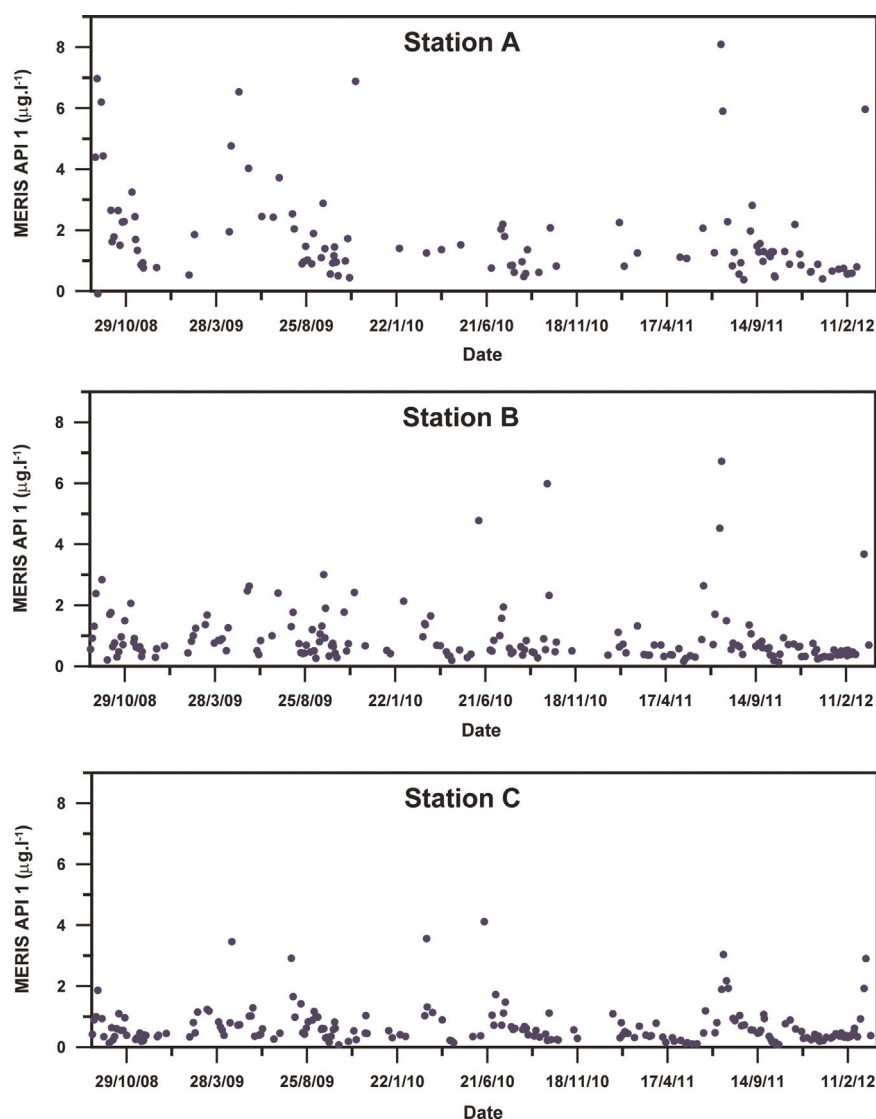 Station A
MERIS API 1 (µg.l-1)
8
6
4
2
0
29/10/08 28/3/09 25/8/09 22/1/10 21/6/10 18/11/10 17/4/11 14/9/11 11/2/12
Date
Station B
MERIS API 1 (µg.l-1)
8
6
4
2
0
29/10/08 28/3/09 25/8/09 22/1/10 21/6/10 18/11/10 17/4/11 14/9/11 11/2/12
Date
Station C
MERIS API 1 (µg.l-1)
8
6
4
2
0
29/10/08 28/3/09 25/8/09 22/1/10 21/6/10 18/11/10 17/4/11 14/9/11 11/2/12
Date